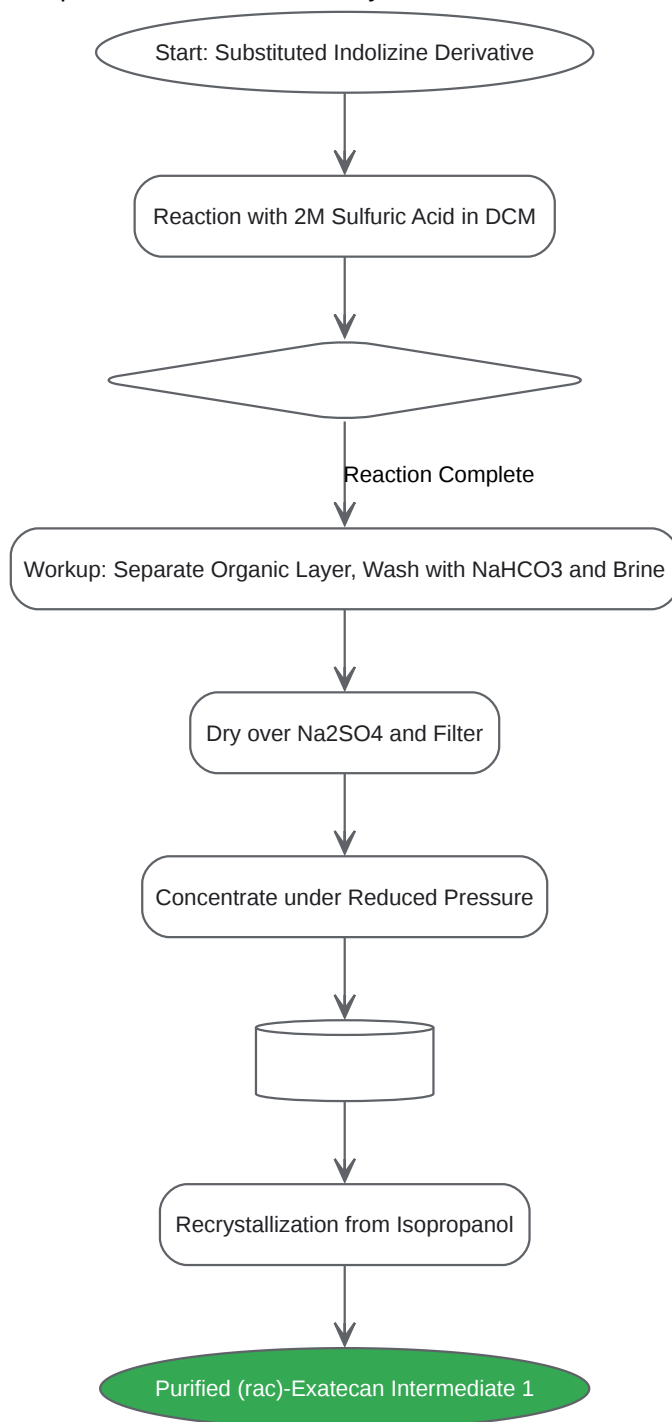 Start: Substituted Indolizine Derivative
Reaction with 2M Sulfuric Acid in DCM
Reaction Complete
Workup: Separate Organic Layer, Wash with NaHCO3 and Brine
Dry over Na2SO4 and Filter
Concentrate under Reduced Pressure
Recrystallization from Isopropanol
Purified (rac)-Exatecan Intermediate 1